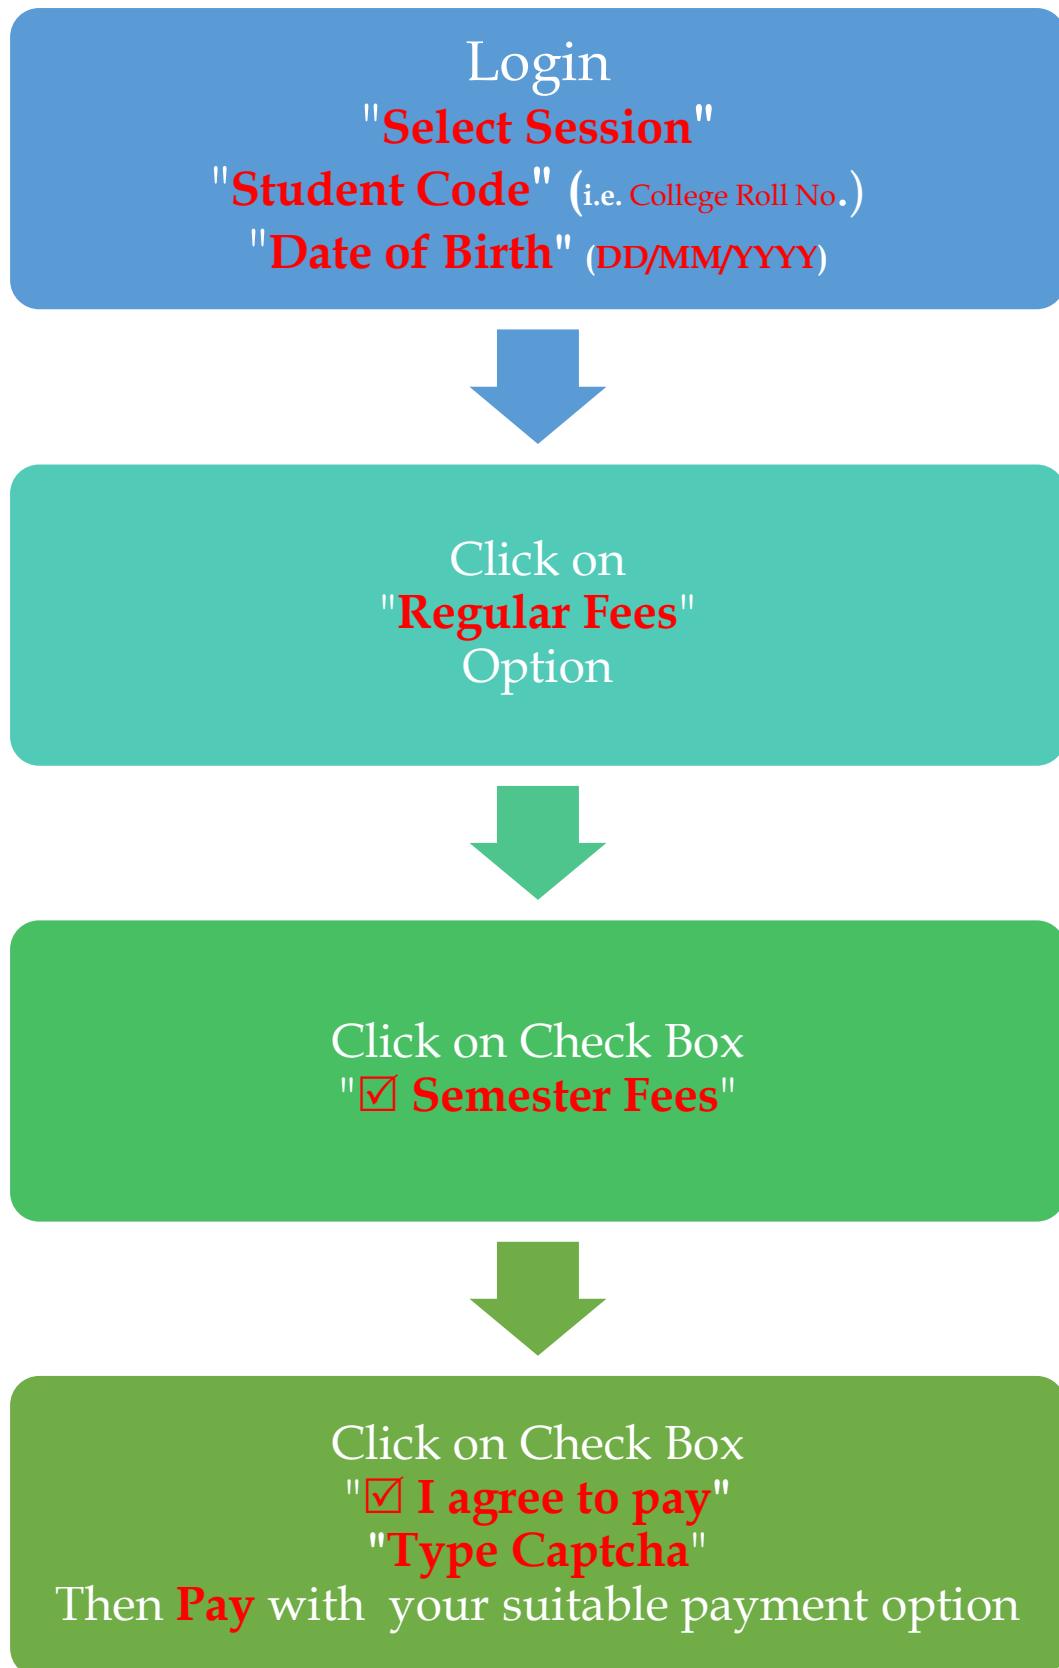 Login
"Select Session"
"Student Code" (i.e. College Roll No.)
"Date of Birth" (DD/MM/YYYY)
Click on
"Regular Fees"
Option
Click on Check Box
"☑ Semester Fees"
Click on Check Box
"☑ I agree to pay"
"Type Captcha"
Then Pay with  your suitable payment option